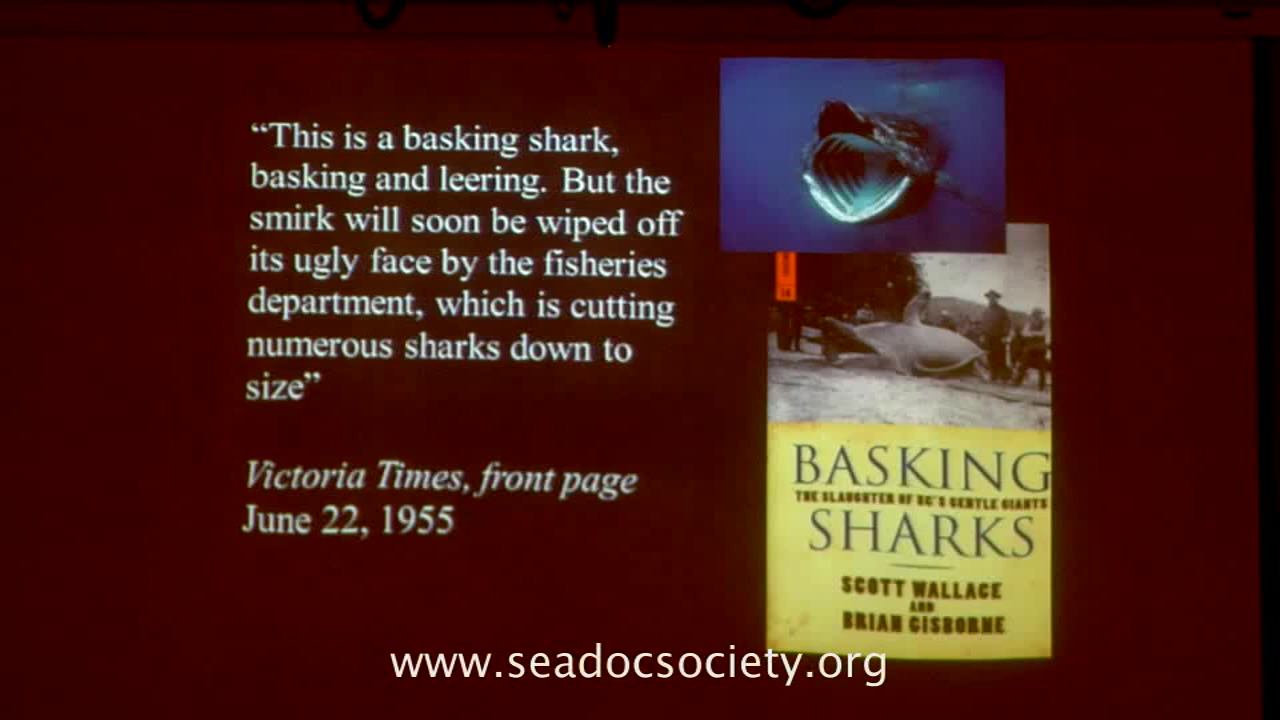 “This is a basking shark,
basking and leering. But the
smirk will soon be wiped off
its ugly face by the fisheries
department, which is cutting
numerous sharks down to
size”
Victoria Times, front page
June 22, 1955
BASKING
THE SLAUGHTER OF BC'S GENTLE GIANTS
SHARKS
SCOTT WALLACE
AND
BRIAN GISBORNE
www.seadocsociety.org